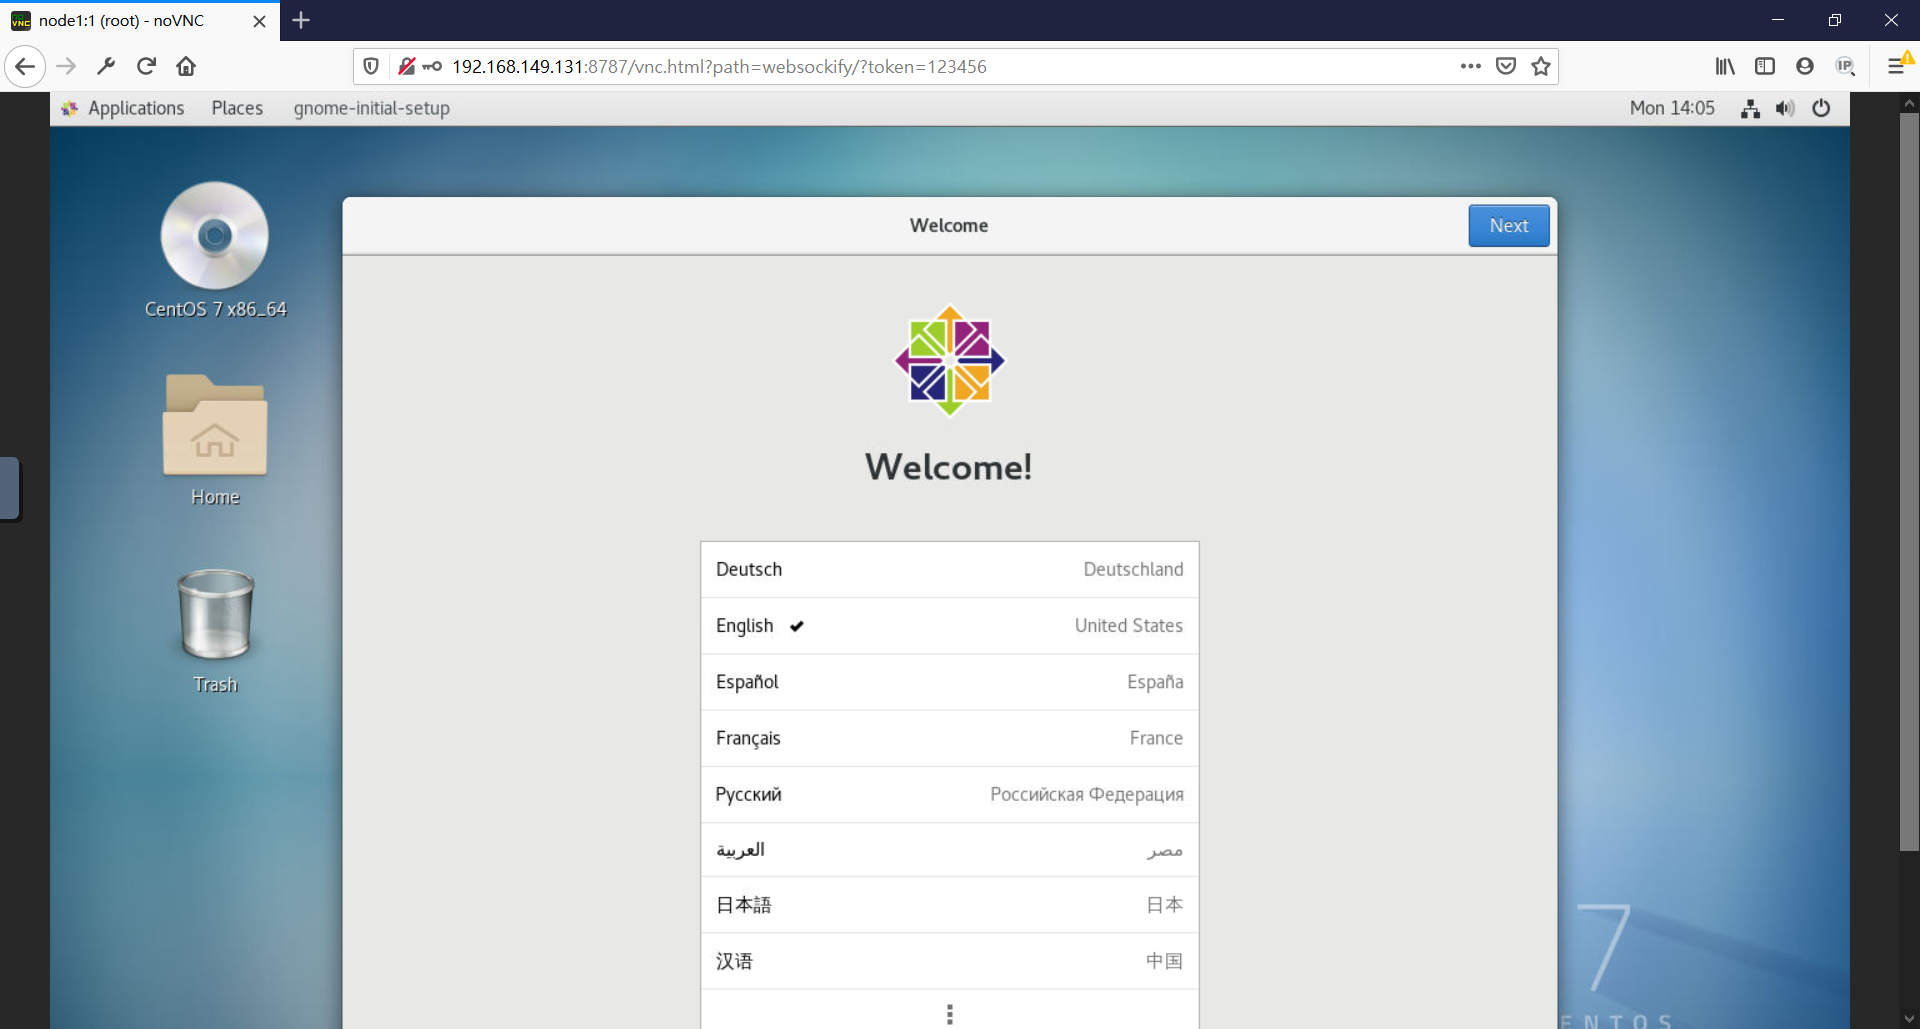 node1:1 (root) - noVNC
192.168.149.131:8787/vnc.html?path=websockify/?token=123456
Applications Places gnome-initial-setup Mon 14:05
Welcome Next
CentOS 7 x86_64
Home
Trash
Welcome!
Deutsch Deutschland
English United States
Español España
Français France
Русский Российская Федерация
العربية مصر
日本語 日本
汉语 中国
7
ENTOS